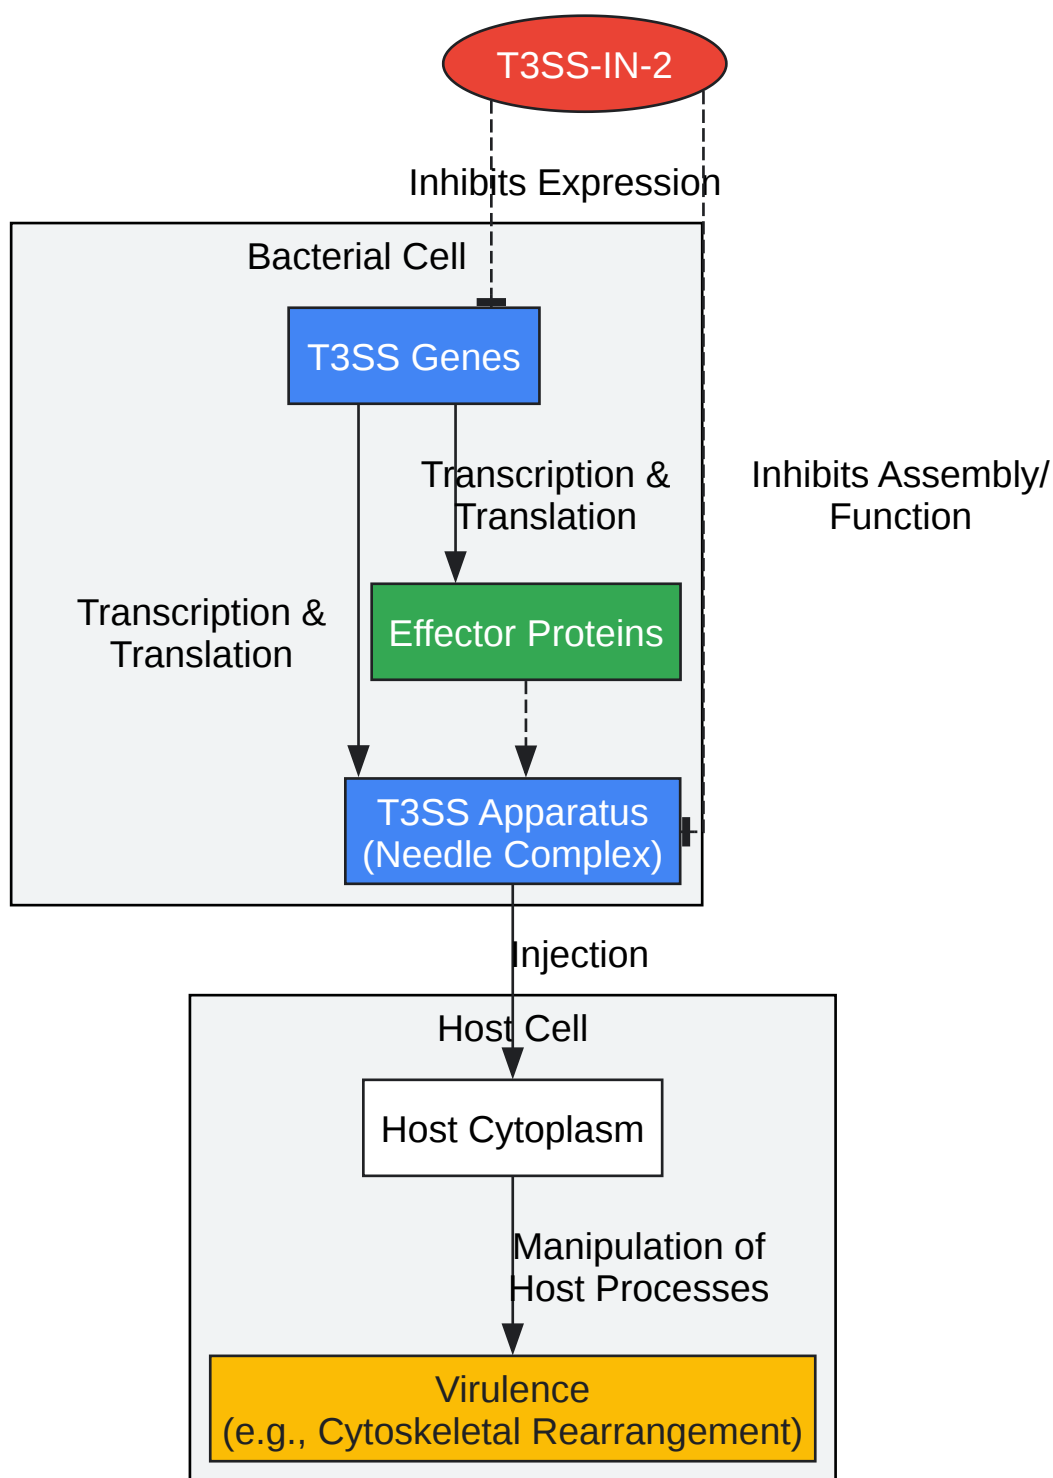 T3SS-IN-2
Inhibits Expression
Bacterial Cell
T3SS Genes
Transcription &
Translation
Inhibits Assembly/
Function
Transcription &
Translation
Effector Proteins
T3SS Apparatus
(Needle Complex)
Injection
Host Cell
Host Cytoplasm
Manipulation of
Host Processes
Virulence
(e.g., Cytoskeletal Rearrangement)